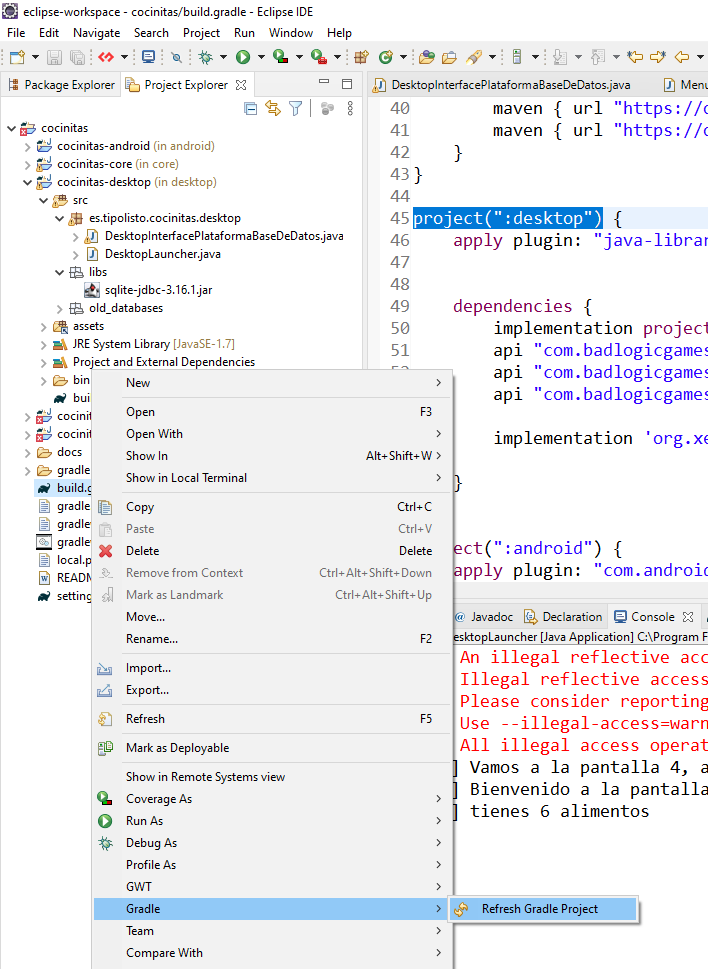 eclipse-workspace - cocinitas/build.gradle - Eclipse IDE
File Edit Navigate Search Project Run Window Help
Package Explorer Project Explorer
cocinitas
cocinitas-android (in android)
cocinitas-core (in core)
cocinitas-desktop (in desktop)
src
es.tipolisto.cocinitas.desktop
DesktopInterfacePlataformaBaseDeDatos.java
DesktopLauncher.java
libs
sqlite-jdbc-3.16.1.jar
old_databases
assets
JRE System Library [JavaSE-1.7]
Project and External Dependencies
bin
bui
cocinit
cocinit
docs
gradle
build.g
gradle
gradlev
gradlev
local.p
READN
setting
New
Open F3
Open With
Show In Alt+Shift+W
Show in Local Terminal
Copy Ctrl+C
Paste Ctrl+V
Delete Delete
Remove from Context Ctrl+Alt+Shift+Down
Mark as Landmark Ctrl+Alt+Shift+Up
Move...
Rename... F2
Import...
Export...
Refresh F5
Mark as Deployable
Show in Remote Systems view
Coverage As
Run As
Debug As
Profile As
GWT
Gradle
Team
Compare With
Refresh Gradle Project
DesktopInterfacePlataformaBaseDeDatos.java Menu
40 maven { url "https://
41 maven { url "https://
42 }
43 }
44
45 project(":desktop") {
46 apply plugin: "java-librar
47
48
49 dependencies {
50 implementation project
51 api "com.badlogicgames
api "com.badlogicgames
api "com.badlogicgames
implementation 'org.xe
}
ect(":android") {
apply plugin: "com.android
Javadoc Declaration Console
esktopLauncher [Java Application] C:\Program F
An illegal reflective acc
Illegal reflective access
Please consider reporting
Use --illegal-access=warn
All illegal access operat
] Vamos a la pantalla 4, a
] Bienvenido a la pantalla
] tienes 6 alimentos